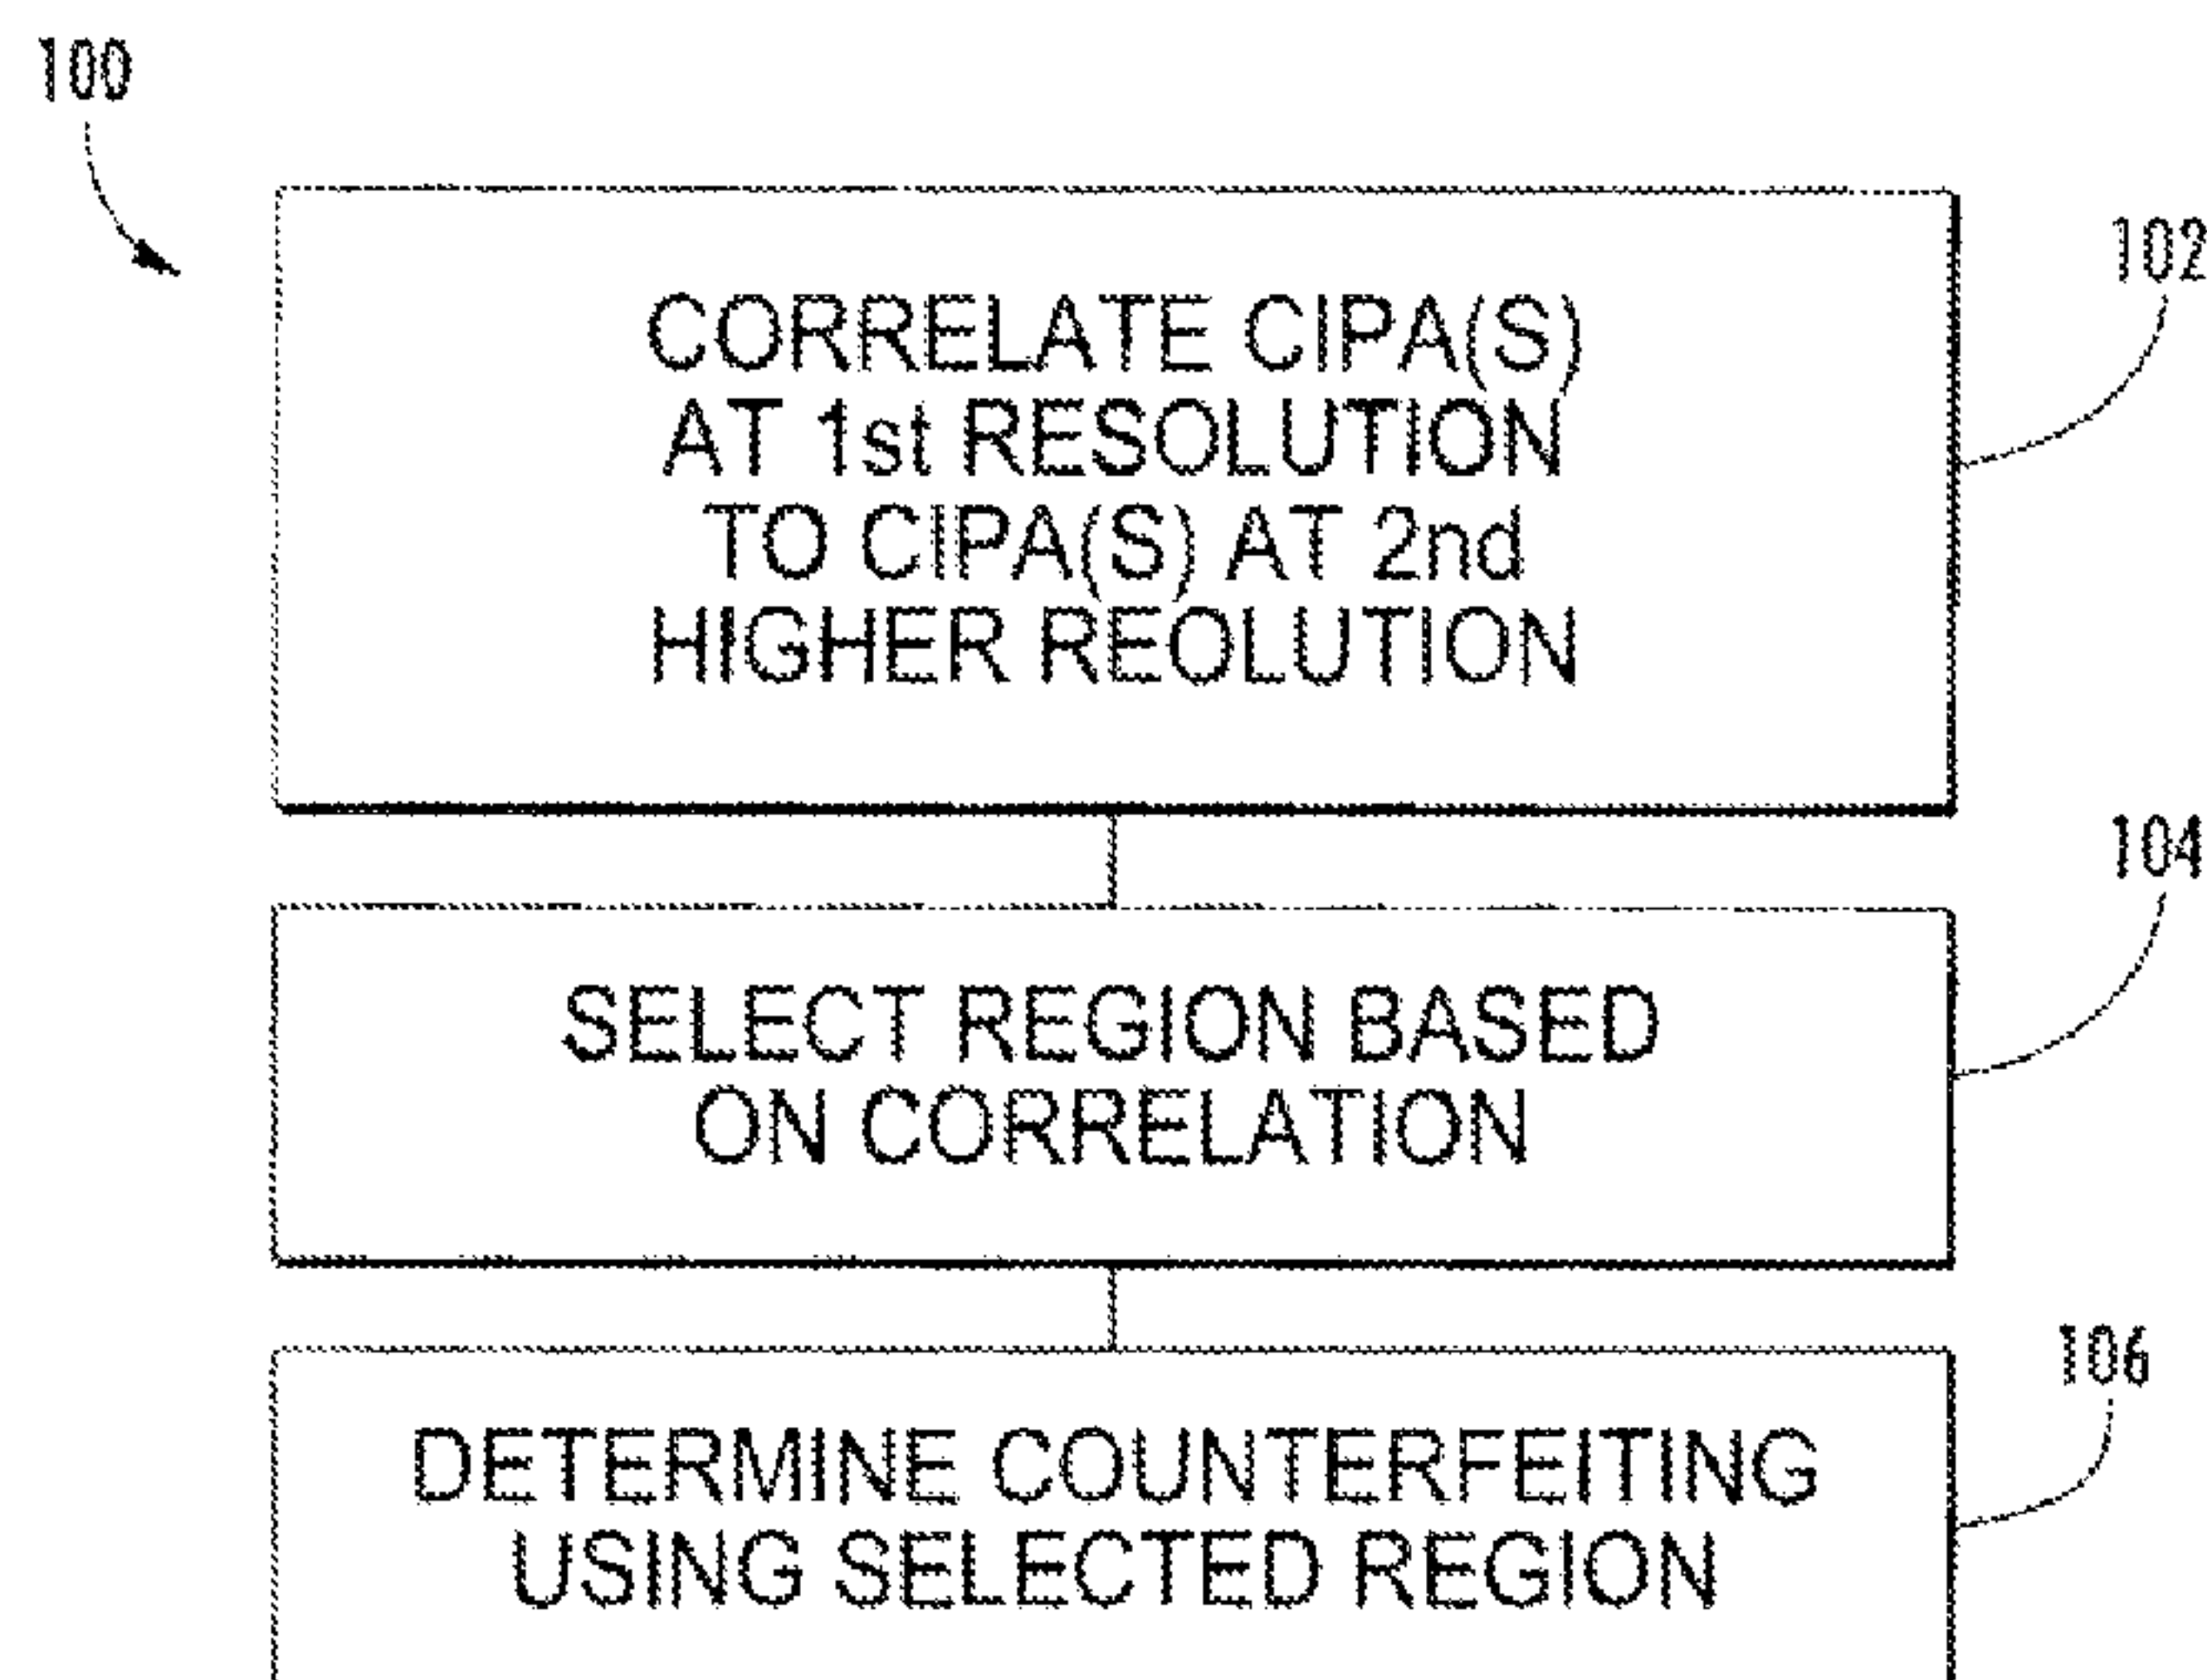 100
102
CORRELATE CIPA(S)
AT 1st RESOLUTION
TO CIPA(S) AT 2nd
HIGHER REOLUTION
104
SELECT REGION BASED
ON CORRELATION
106
DETERMINE COUNTERFEITING
USING SELECTED REGION